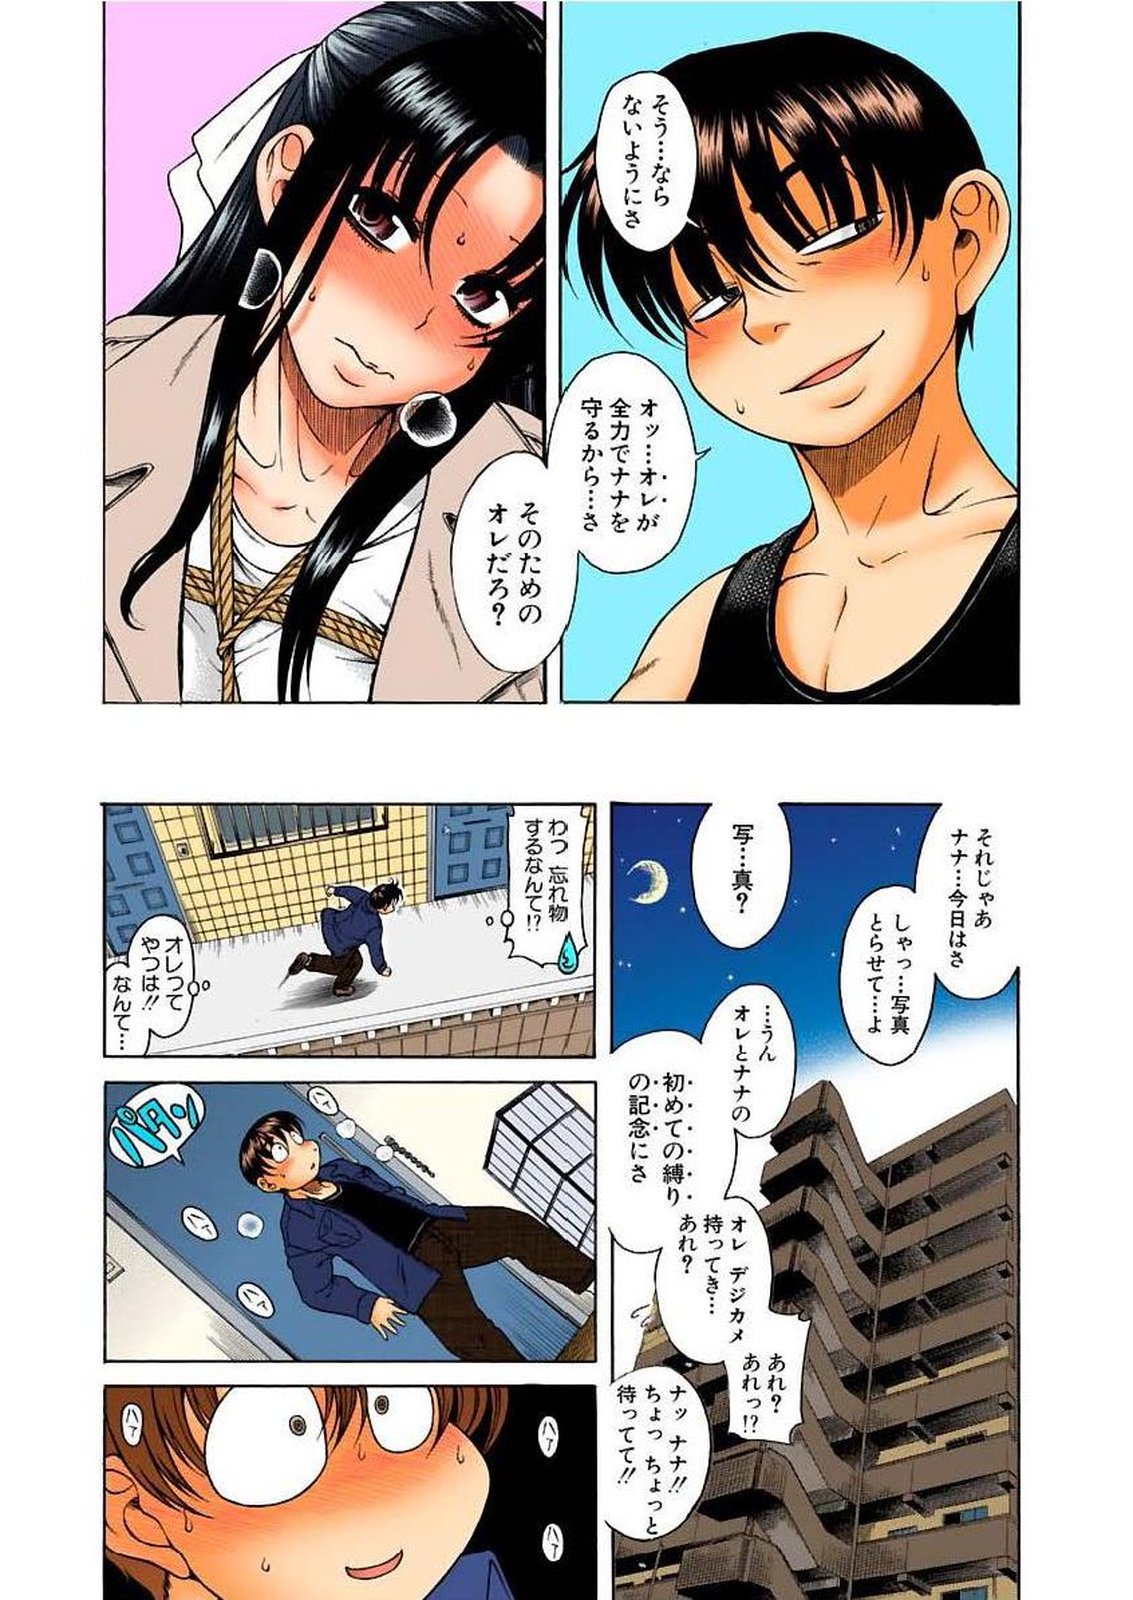 そう…なら
ないようにさ
オッ…オレが
全力でナナを
守るから…さ
そのための
オレだろ？
それじゃあ
ナナ…今日はさ
しゃっ…写真
とらせて…よ
写…真？
…うん
オレとナナの
初めての縛り
の記念にさ
オレ デジカメ
持ってき…
あれ？
あれ？
あれっ!?
ナッ ナナ!!
ちょっ ちょっと
待ってて!!
わっ 忘れ物
するなんて!?
オレって
やつは!!
なんて…
パタン
ハァ
ハァ
ハァ
ハァ
ハァ
ハァ